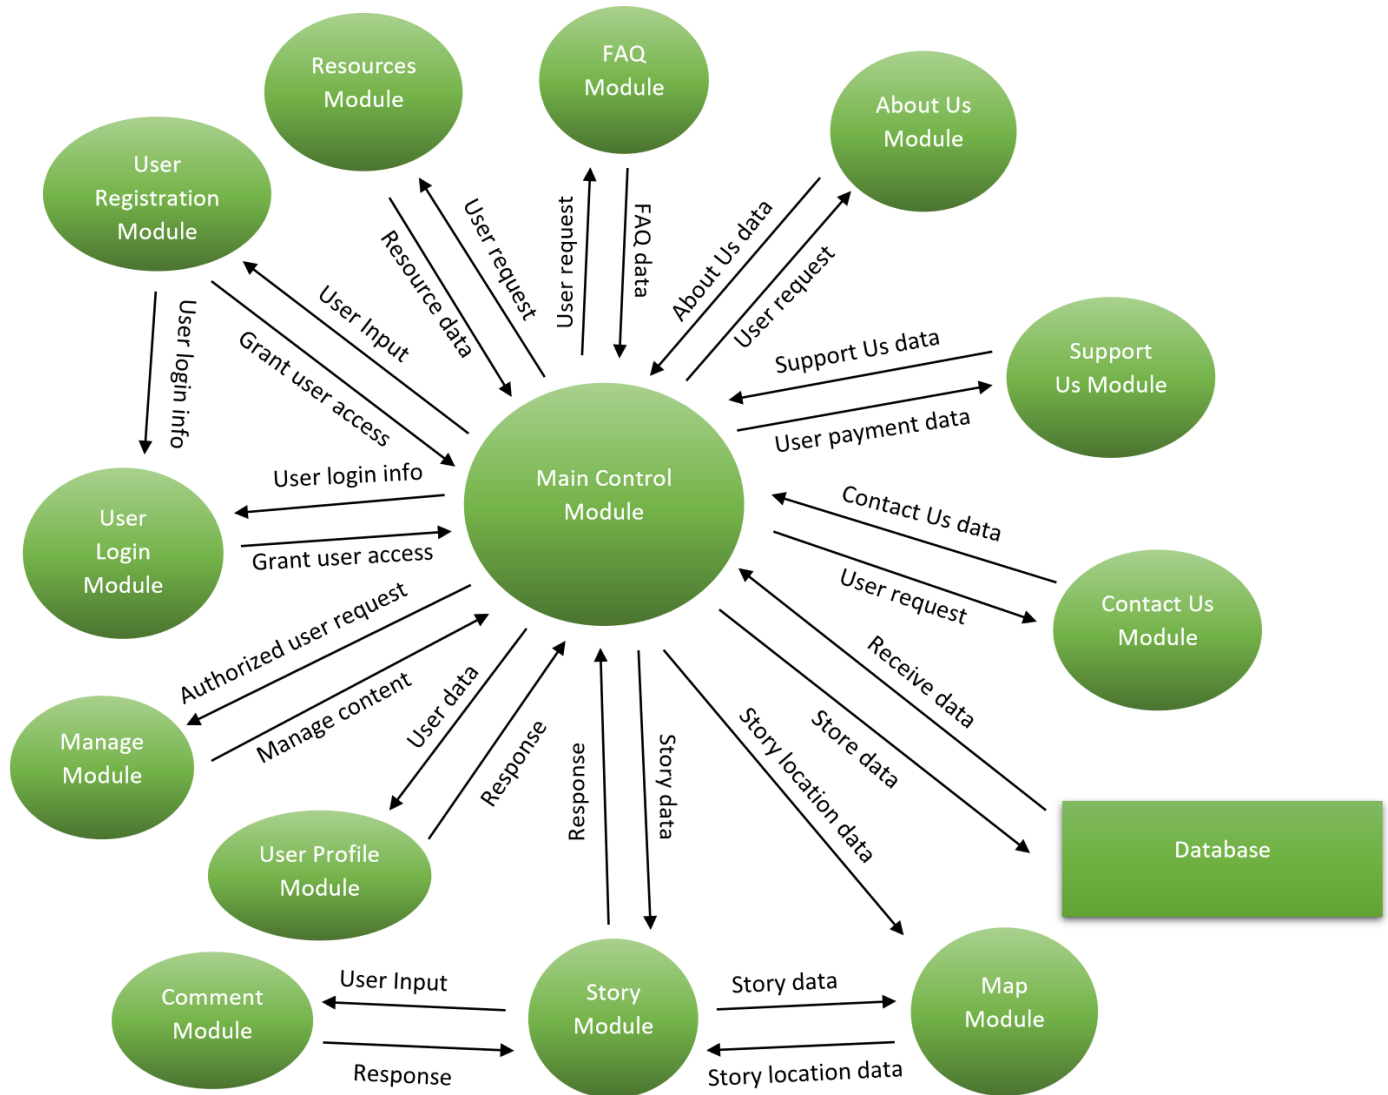 FAQ
Module
Resources
Module
About Us
Module
User
Registration
Module
User request
Resource data
User request
FAQ data
About Us data
User request
User Input
Grant user access
User login info
Support Us data
User payment data
Support
Us Module
Main Control
Module
User login info
Grant user access
User
Login
Module
Contact Us data
User request
Contact Us
Module
Authorized user request
Manage content
Manage
Module
User data
Response
User Profile
Module
Response
Story data
Story location data
Store data
Receive data
Database
Comment
Module
User Input
Response
Story
Module
Story data
Story location data
Map
Module